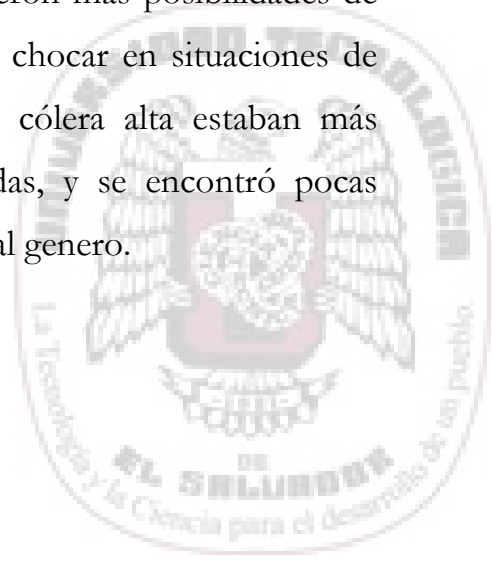 eron más posibilidades de
chocar en situaciones de
cólera alta estaban más
das, y se encontró pocas
al genero.
UNIVERSIDAD TECNOLOGICA
DE
EL SALVADOR
La Tecnología y la Ciencia para el desarrollo de un pueblo.